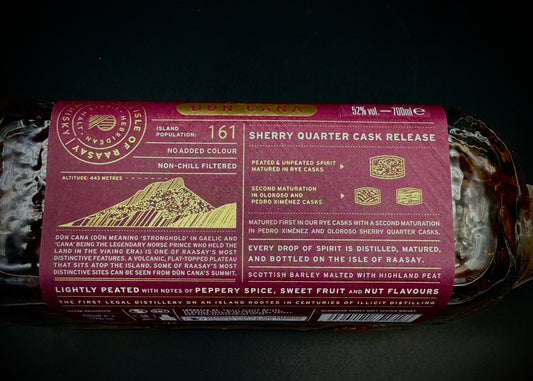 DÙN CANA
52% vol. — 700ml ℮
ISLE OF RAASAY
HEBRIDEAN
WHISKY
ISLAND
POPULATION: 161
NO ADDED COLOUR
NON-CHILL FILTERED
ALTITUDE: 443 METRES
DÙN CANA (DÙN MEANING 'STRONGHOLD' IN GAELIC AND
'CANA' BEING THE LEGENDARY NORSE PRINCE WHO HELD THE
LAND IN THE VIKING ERA) IS ONE OF RAASAY'S MOST
DISTINCTIVE FEATURES. A VOLCANIC, FLAT-TOPPED PLATEAU
THAT SITS ATOP THE ISLAND. SOME OF RAASAY'S MOST
DISTINCTIVE SITES CAN BE SEEN FROM DÙN CANA'S SUMMIT.
SHERRY QUARTER CASK RELEASE
PEATED & UNPEATED SPIRIT
MATURED IN RYE CASKS
SECOND MATURATION
IN OLOROSO AND
PEDRO XIMÉNEZ CASKS
MATURED FIRST IN OUR RYE CASKS WITH A SECOND MATURATION
IN PEDRO XIMÉNEZ AND OLOROSO SHERRY QUARTER CASKS.
EVERY DROP OF SPIRIT IS DISTILLED, MATURED,
AND BOTTLED ON THE ISLE OF RAASAY.
SCOTTISH BARLEY MALTED WITH HIGHLAND PEAT
LIGHTLY PEATED WITH NOTES OF PEPPERY SPICE, SWEET FRUIT AND NUT FLAVOURS
THE FIRST LEGAL DISTILLERY ON AN ISLAND ROOTED IN CENTURIES OF ILLICIT DISTILLING